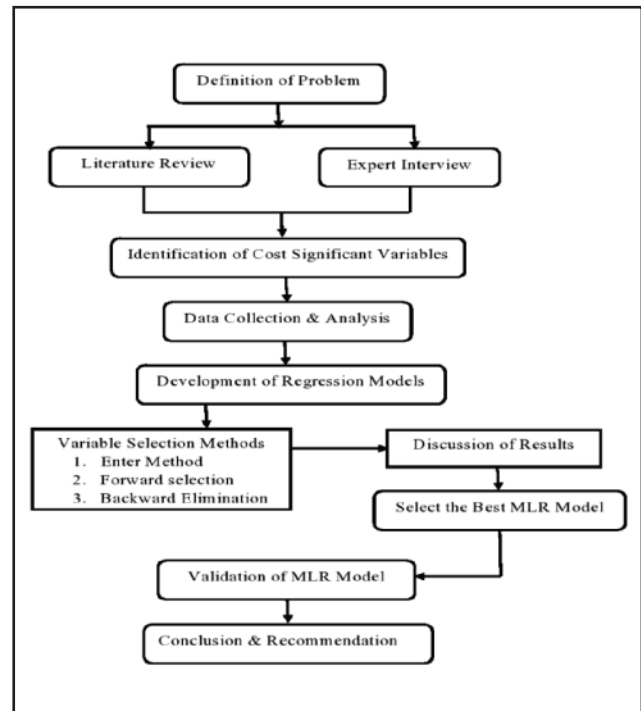 Definition of Problem
Literature Review
Expert Interview
Identification of Cost Significant Variables
Data Collection & Analysis
Development of Regression Models
Variable Selection Methods
1. Enter Method
2. Forward selection
3. Backward Elimination
Discussion of Results
Select the Best MLR Model
Validation of MLR Model
Conclusion & Recommendation